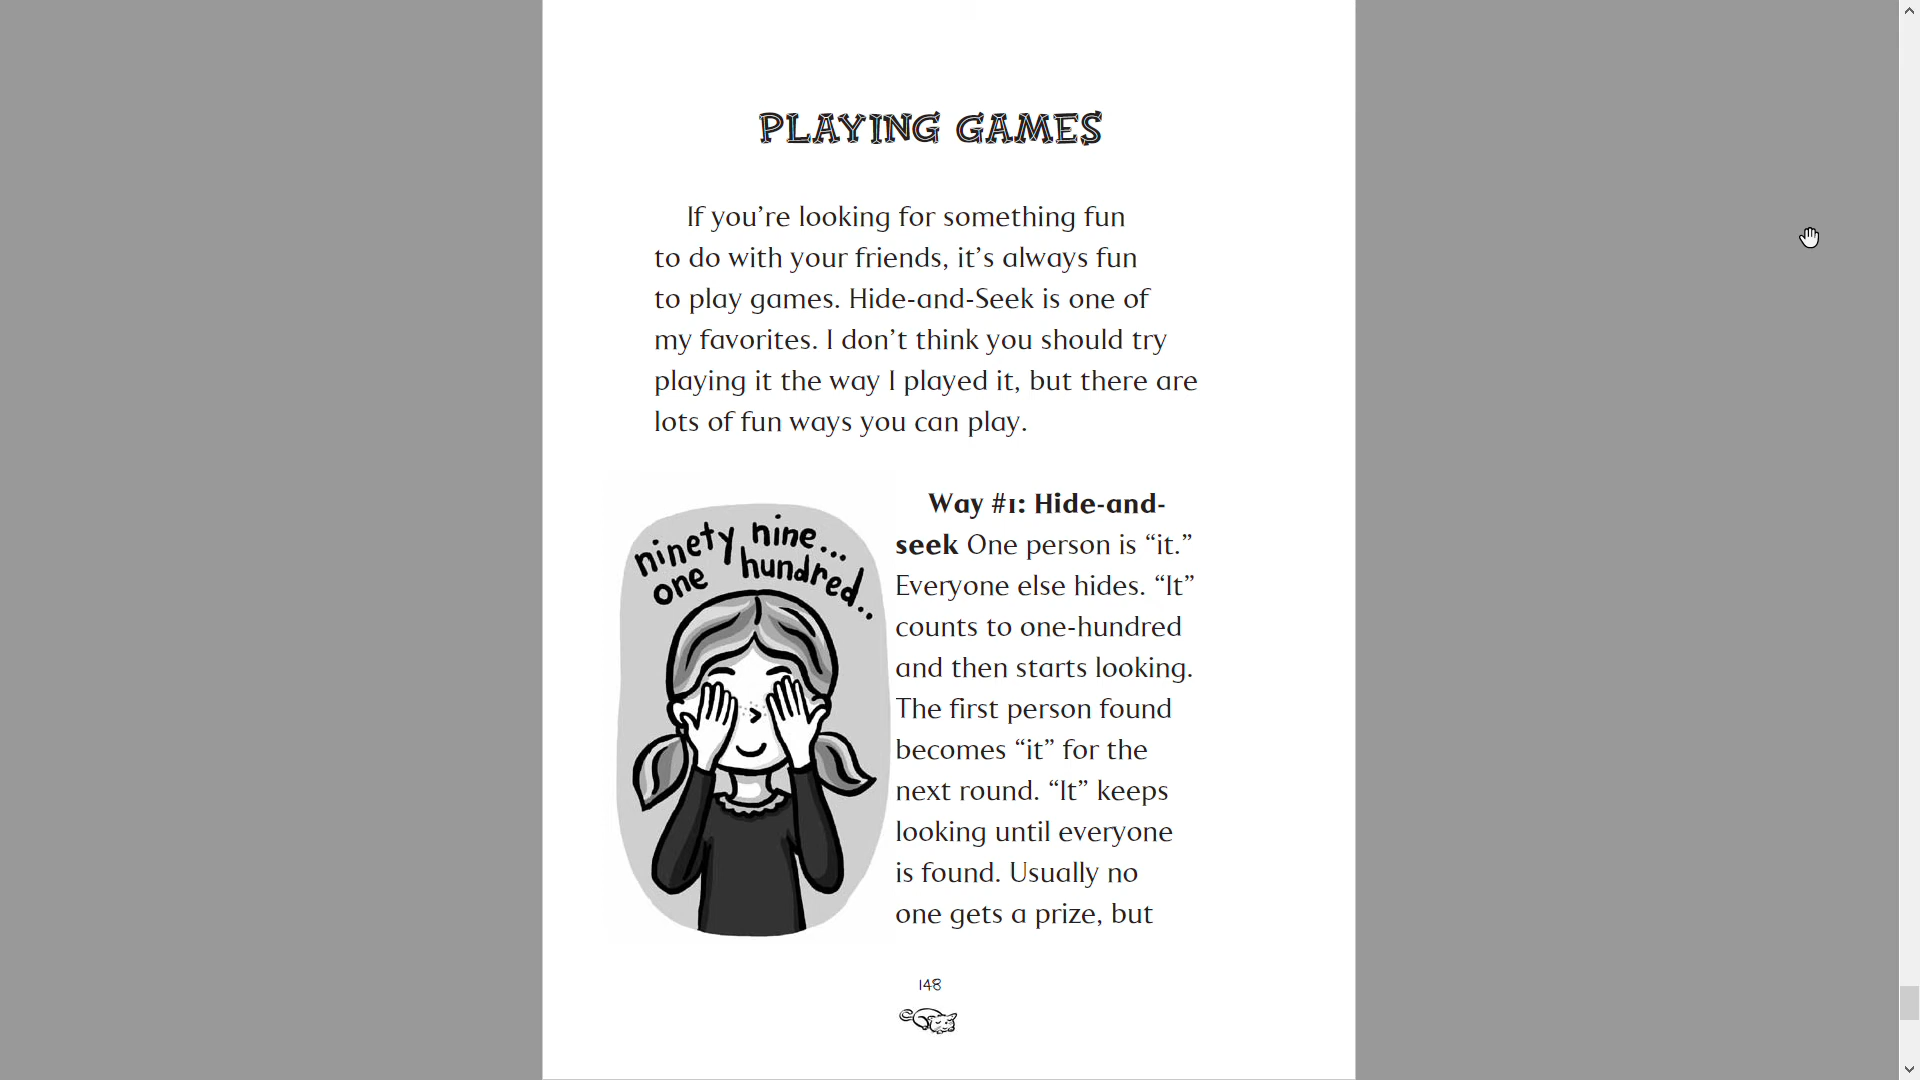 PLAYING GAMES
If you’re looking for something fun
to do with your friends, it’s always fun
to play games. Hide-and-Seek is one of
my favorites. I don’t think you should try
playing it the way I played it, but there are
lots of fun ways you can play.
ninety nine...
one hundred..
Way #1: Hide-and-
seek One person is “it.”
Everyone else hides. “It”
counts to one-hundred
and then starts looking.
The first person found
becomes “it” for the
next round. “It” keeps
looking until everyone
is found. Usually no
one gets a prize, but
148